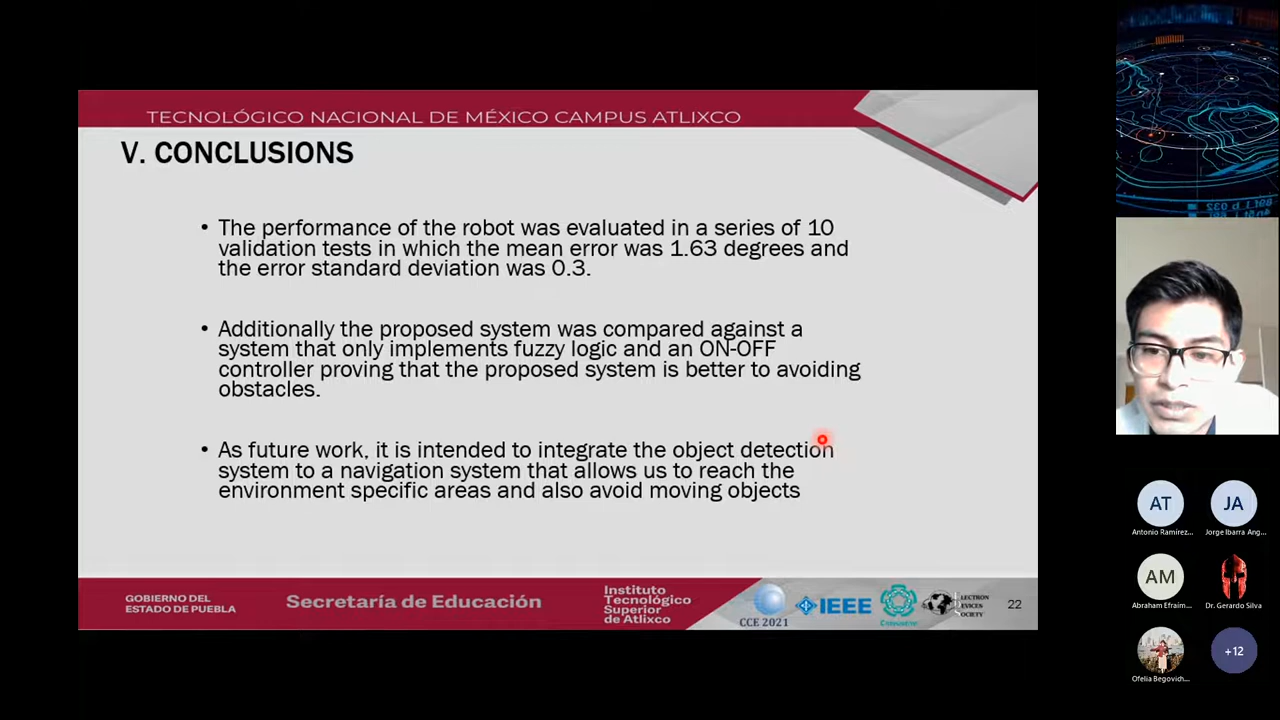 TECNOLÓGICO NACIONAL DE MÉXICO CAMPUS ATLIXCO
V. CONCLUSIONS
• The performance of the robot was evaluated in a series of 10
validation tests in which the mean error was 1.63 degrees and
the error standard deviation was 0.3.
• Additionally the proposed system was compared against a
system that only implements fuzzy logic and an ON-OFF
controller proving that the proposed system is better to avoiding
obstacles.
• As future work, it is intended to integrate the object detection
system to a navigation system that allows us to reach the
environment specific areas and also avoid moving objects
GOBIERNO DEL
ESTADO DE PUEBLA
Secretaría de Educación
Instituto
Tecnológico
Superior
de Atlixco
CCE 2021
IEEE
LECTRON
EVICES
OCIETY
22
AT
Antonio Ramírez...
JA
Jorge Ibarra Ang...
AM
Abraham Efraím...
Dr. Gerardo Silva
Ofelia Begovich...
+12